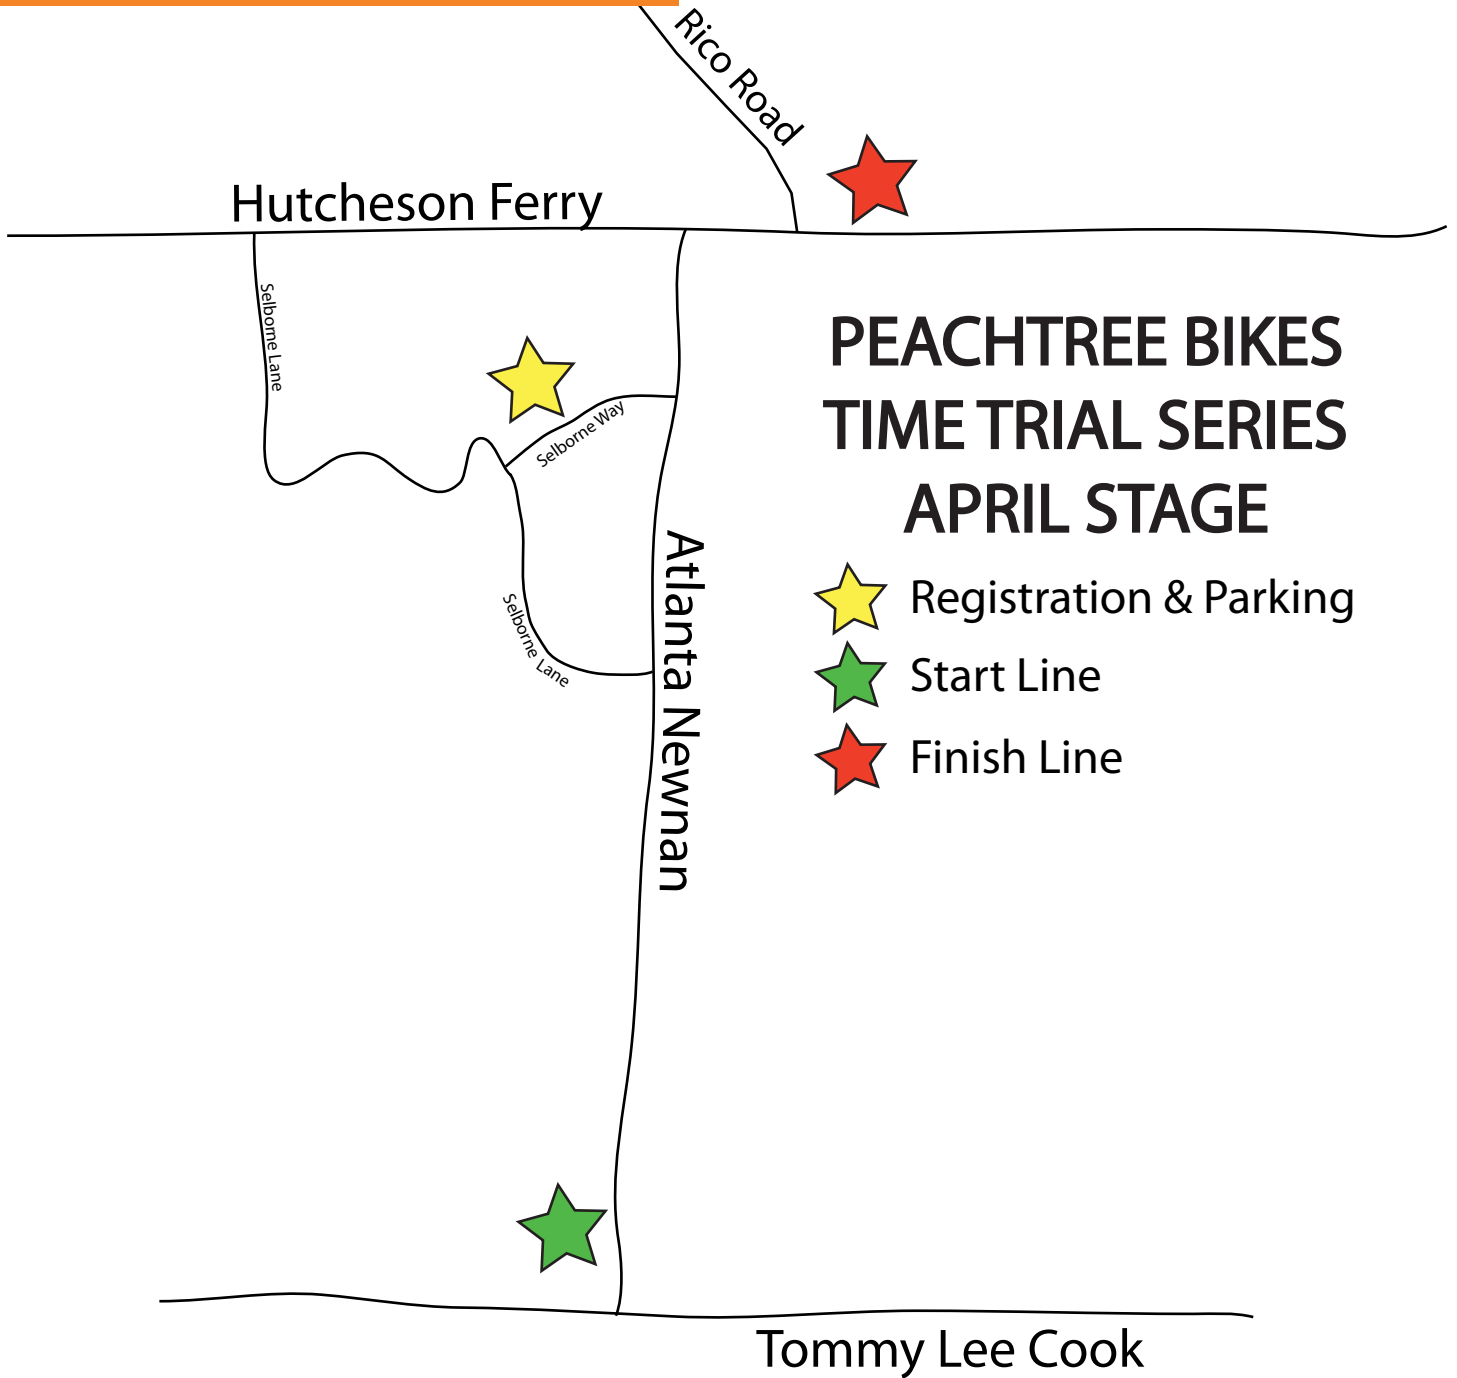 Rico Road
Hutcheson Ferry
Selborne Lane
Selborne Way
Selborne Lane
Atlanta Newnan
PEACHTREE BIKES
TIME TRIAL SERIES
APRIL STAGE
Registration & Parking
Start Line
Finish Line
Tommy Lee Cook